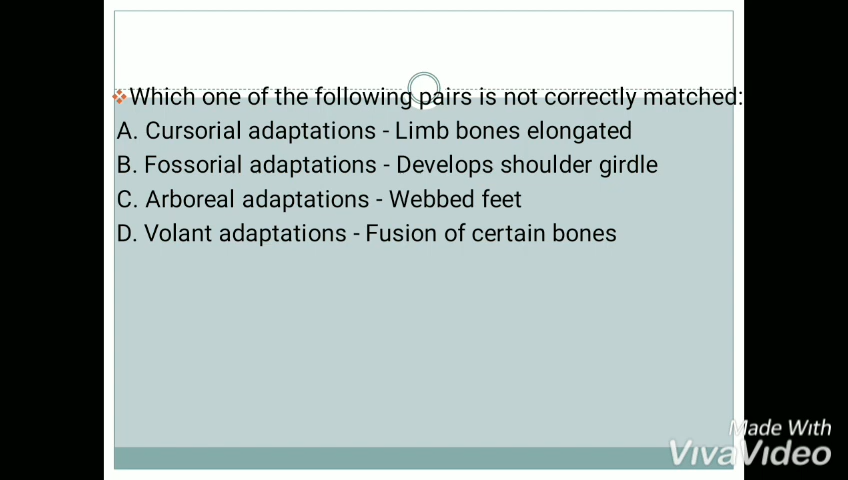 ❖Which one of the following pairs is not correctly matched:
A. Cursorial adaptations - Limb bones elongated
B. Fossorial adaptations - Develops shoulder girdle
C. Arboreal adaptations - Webbed feet
D. Volant adaptations - Fusion of certain bones
Made With
VivaVideo